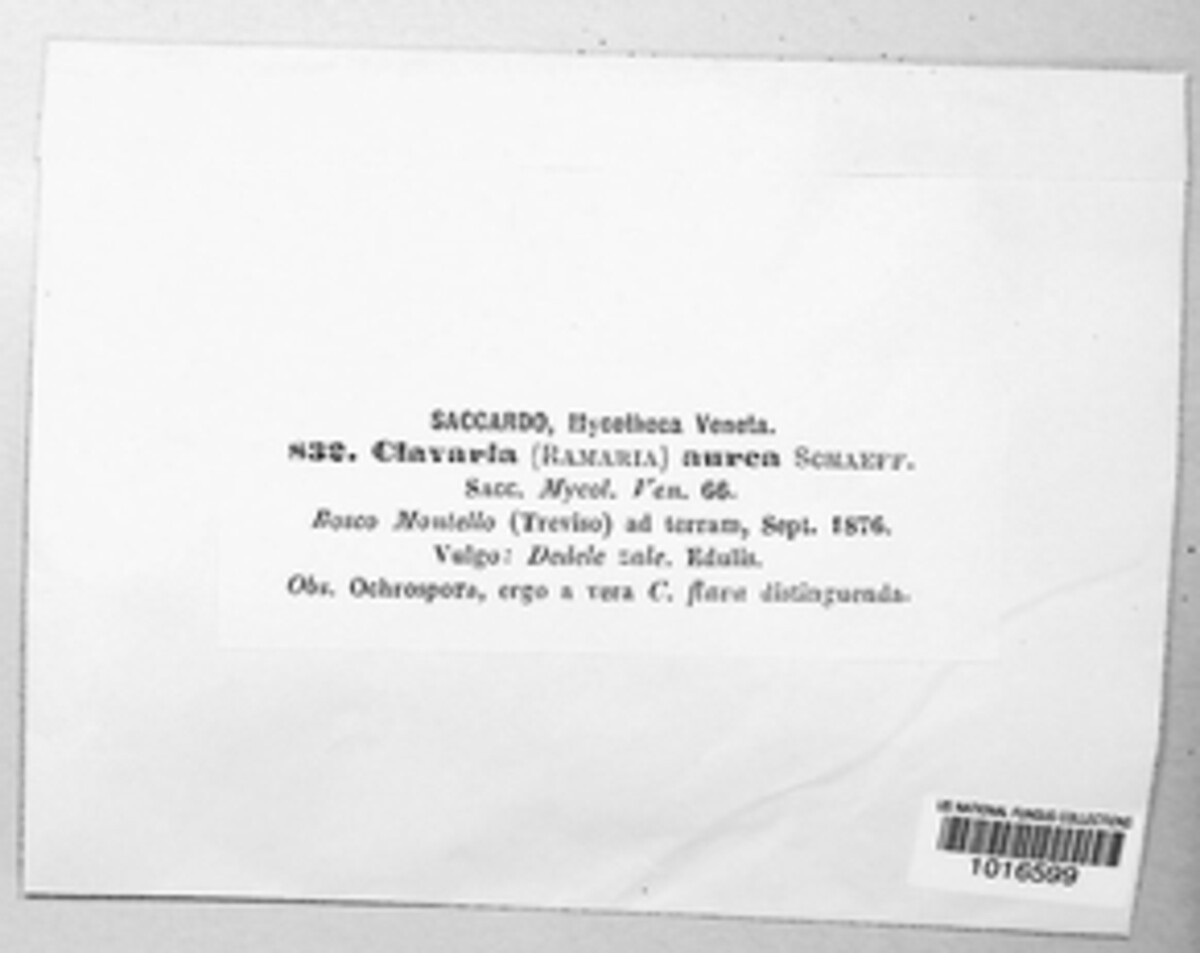 SACCARDO, Mycotheca Veneta.
832. Clavaria (RAMARIA) aurea SCHAEFF.
SACC. Mycol. Ven. 66.
Bosco Montello (Treviso) ad terram, Sept. 1876.
Vulgo: Dedele zale. Edulis.
Obs. Ochrospora, ergo a vera C. flava distinguenda.
US NATIONAL FUNGUS COLLECTIONS
1016599